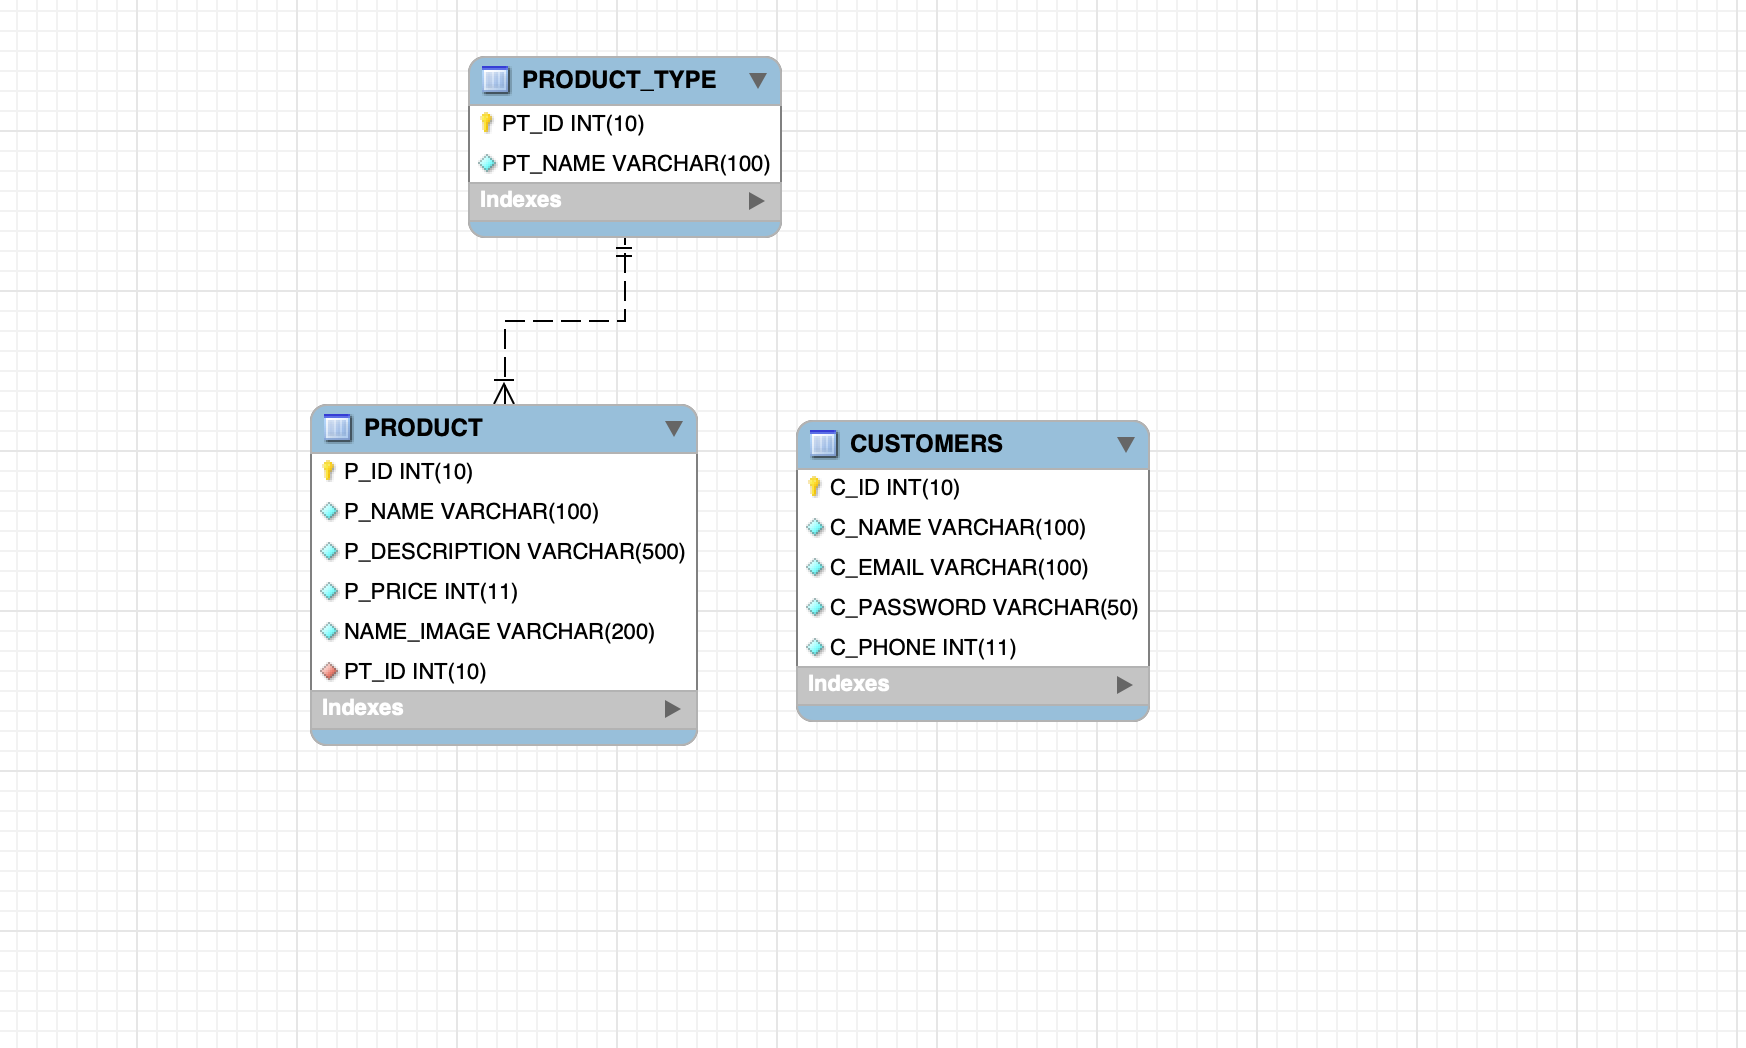 PRODUCT_TYPE
PT_ID INT(10)
PT_NAME VARCHAR(100)
Indexes
PRODUCT
P_ID INT(10)
P_NAME VARCHAR(100)
P_DESCRIPTION VARCHAR(500)
P_PRICE INT(11)
NAME_IMAGE VARCHAR(200)
PT_ID INT(10)
Indexes
CUSTOMERS
C_ID INT(10)
C_NAME VARCHAR(100)
C_EMAIL VARCHAR(100)
C_PASSWORD VARCHAR(50)
C_PHONE INT(11)
Indexes